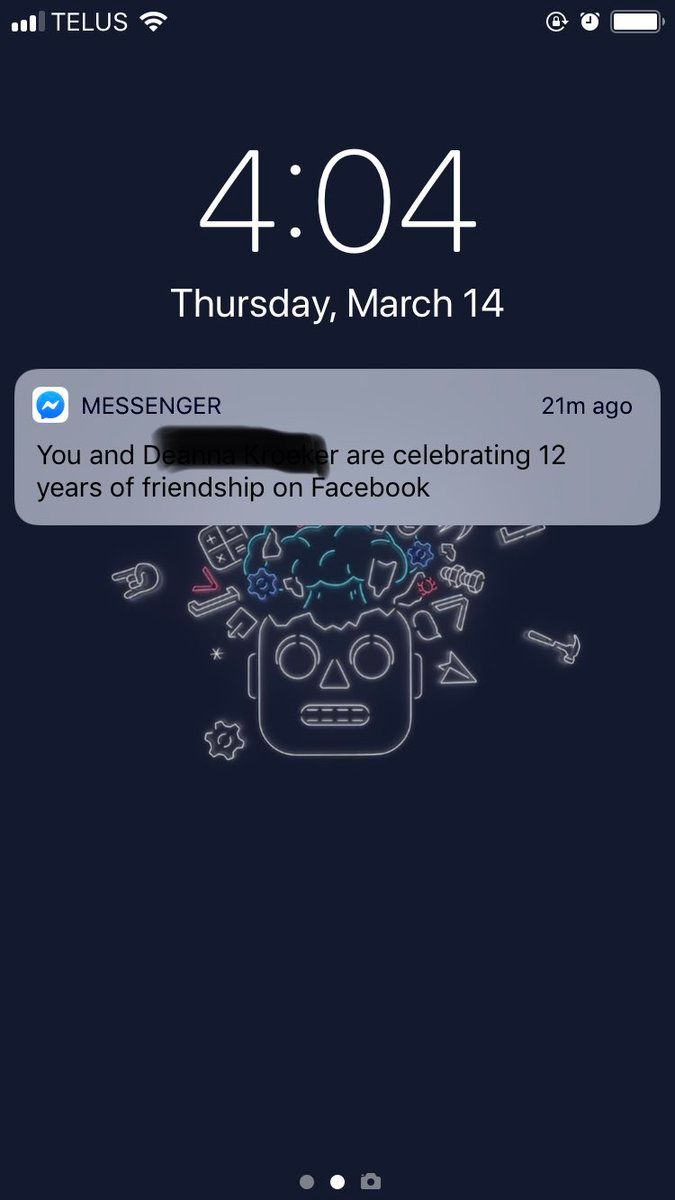 TELUS
4:04
Thursday, March 14
MESSENGER
21m ago
You and are celebrating 12
years of friendship on Facebook